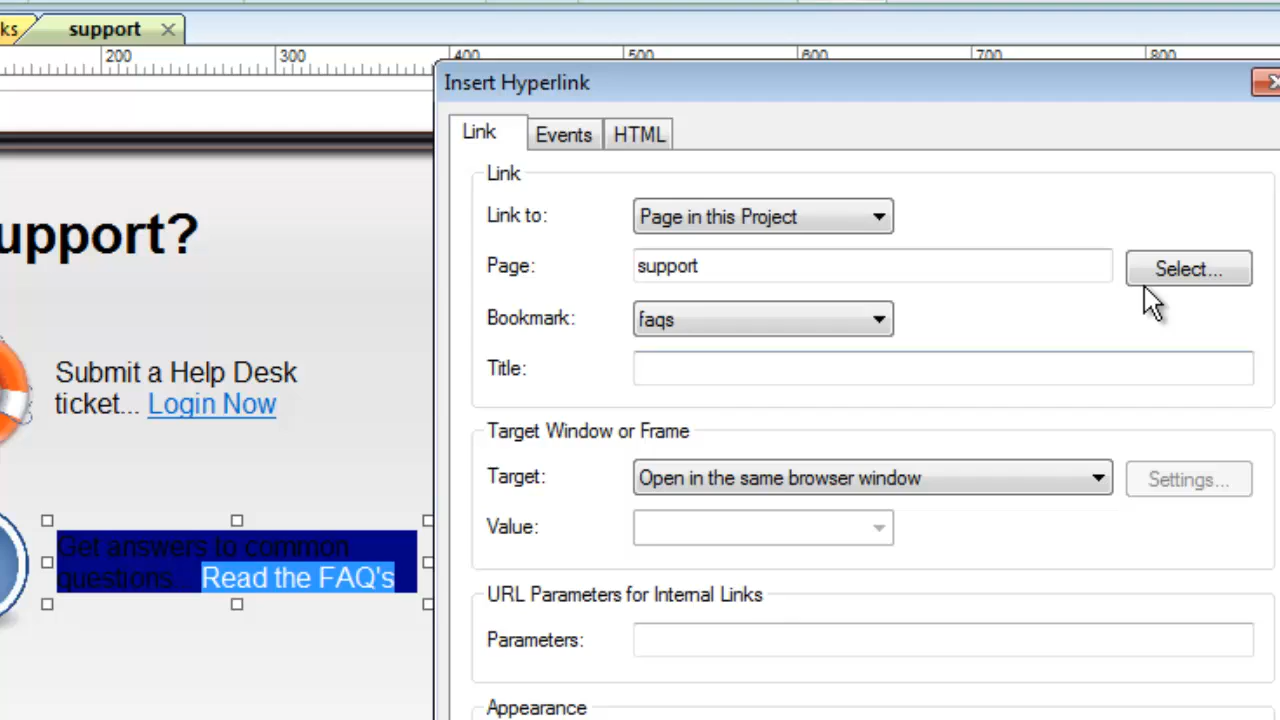 ks
support
200 300 400 500 600 700 800
Insert Hyperlink
Link Events HTML
Link
Link to: Page in this Project
Page: support Select...
Bookmark: faqs
Title:
Target Window or Frame
Target: Open in the same browser window Settings...
Value:
URL Parameters for Internal Links
Parameters:
Appearance
upport?
Submit a Help Desk
ticket... Login Now
Get answers to common
questions... Read the FAQ's